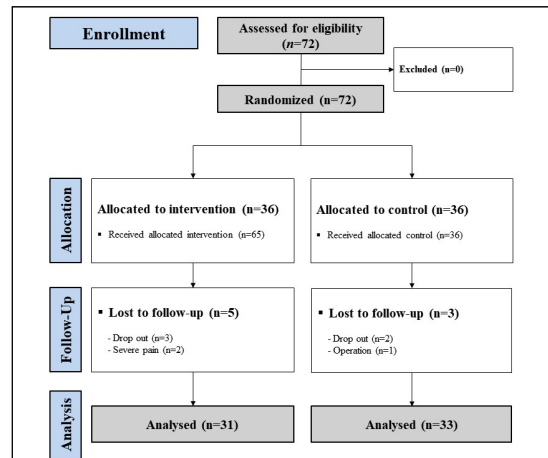 Enrollment
Assessed for eligibility
(n=72)
Excluded (n=0)
Randomized (n=72)
Allocation
Allocated to intervention (n=36)
▪ Received allocated intervention (n=65)
Allocated to control (n=36)
▪ Received allocated control (n=36)
Follow-Up
▪ Lost to follow-up (n=5)
- Drop out (n=3)
- Severe pain (n=2)
▪ Lost to follow-up (n=3)
- Drop out (n=2)
- Operation (n=1)
Analysis
Analysed (n=31)
Analysed (n=33)